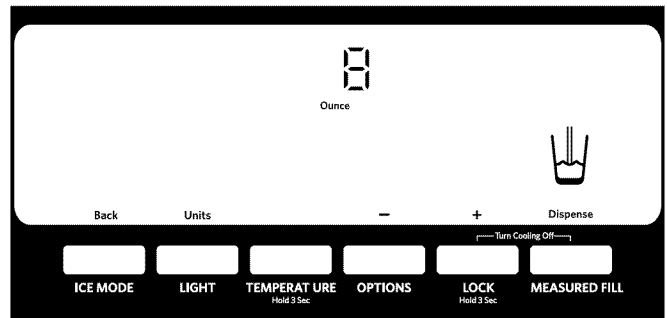 8
Ounce
Back Units − + Dispense
Turn Cooling Off
ICE MODE LIGHT TEMPERAT URE OPTIONS LOCK MEASURED FILL
Hold 3 Sec Hold 3 Sec